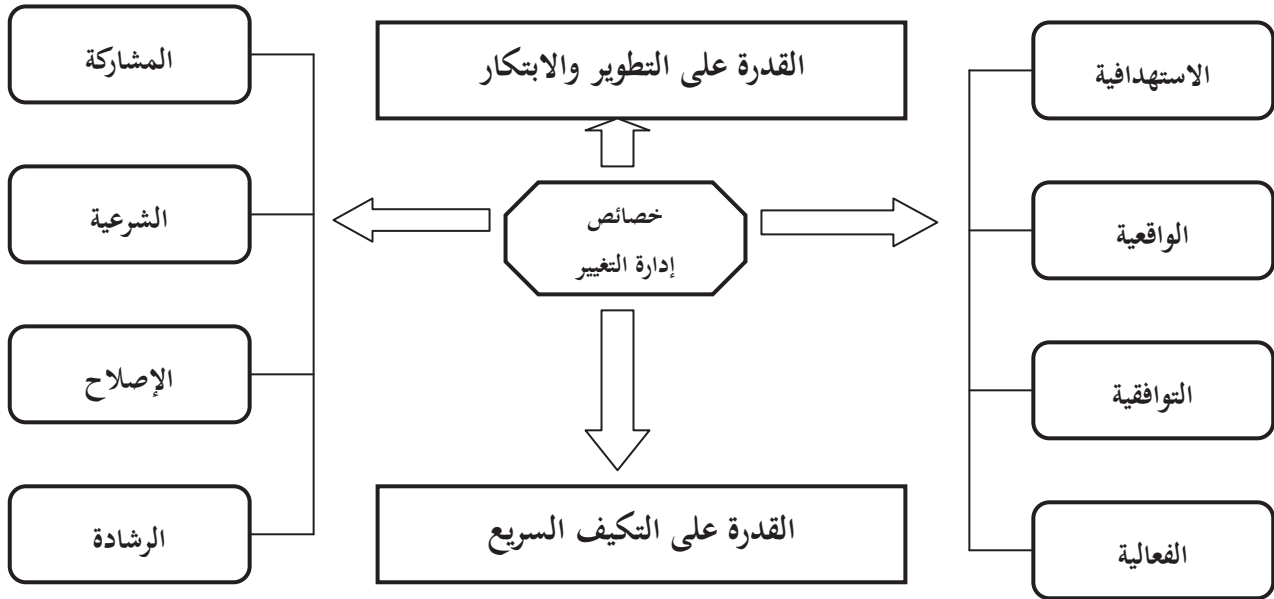 القدرة على التطوير والابتكار
خصائص
إدارة التغيير
الاستهدافية
الواقعية
التوافقية
الفعالية
المشاركة
الشرعية
الإصلاح
الرشادة
القدرة على التكيف السريع